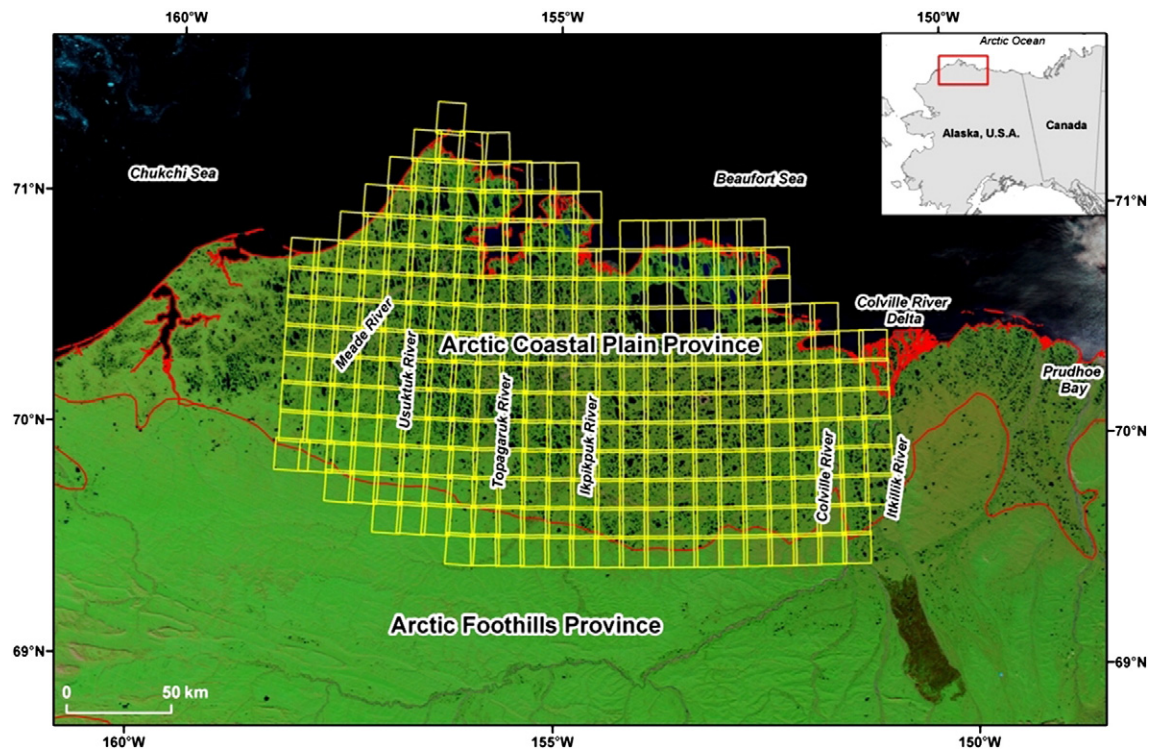 160°W
155°W
150°W
Arctic Ocean
Alaska, U.S.A.
Canada
Chukchi Sea
Beaufort Sea
71°N
71°N
Colville River
Delta
Meade River
Usuktuk River
Arctic Coastal Plain Province
Prudhoe
Bay
Topagaruk River
Ikpikpuk River
Colville River
Itkillik River
70°N
70°N
Arctic Foothills Province
69°N
69°N
0
50 km
160°W
155°W
150°W